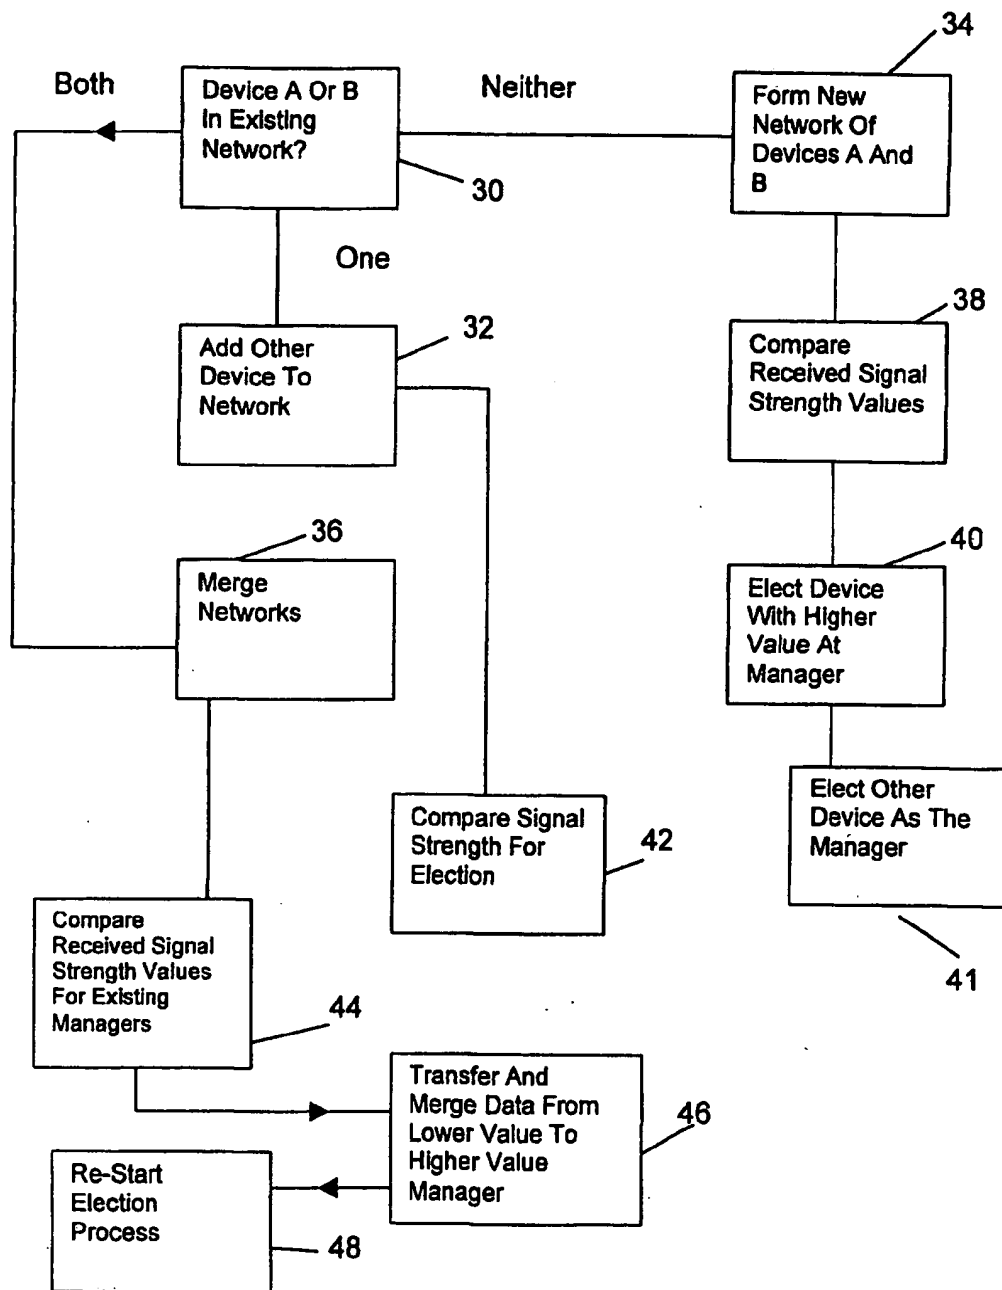 34
Both
Device A Or B
In Existing
Network?
Neither
Form New
Network Of
Devices A And
B
30
One
38
32
Add Other
Device To
Network
Compare
Received Signal
Strength Values
36
40
Merge
Networks
Elect Device
With Higher
Value At
Manager
Elect Other
Device As The
Manager
Compare Signal
Strength For
Election
42
41
Compare
Received Signal
Strength Values
For Existing
Managers
44
Transfer And
Merge Data From
Lower Value To
Higher Value
Manager
46
Re-Start
Election
Process
48